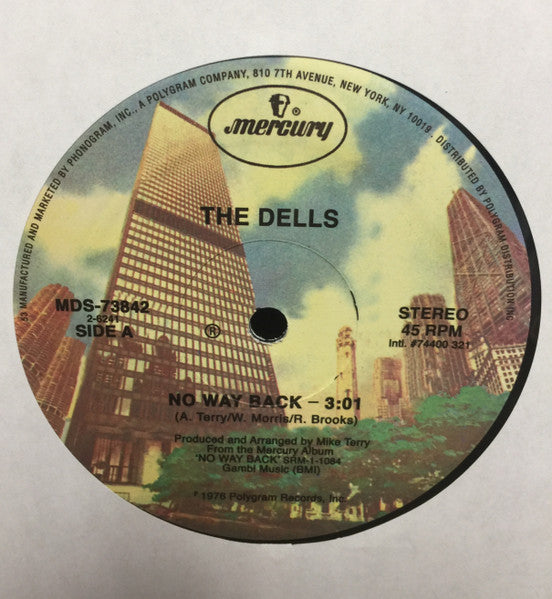 53 MANUFACTURED AND MARKETED BY PHONOGRAM, INC., A POLYGRAM COMPANY, 810 7TH AVENUE, NEW YORK, NY 10019. DISTRIBUTED BY POLYGRAM DISTRIBUTION INC
®
mercury
THE DELLS
MDS-73842
2-6241
SIDE A
®
STEREO
45 RPM
Intl. #74400 321
NO WAY BACK – 3:01
(A. Terry/W. Morris/R. Brooks)
Produced and Arranged by Mike Terry
From the Mercury Album
"NO WAY BACK" SRM-1-1084
Gambi Music (BMI)
℗ 1976 Polygram Records, Inc.